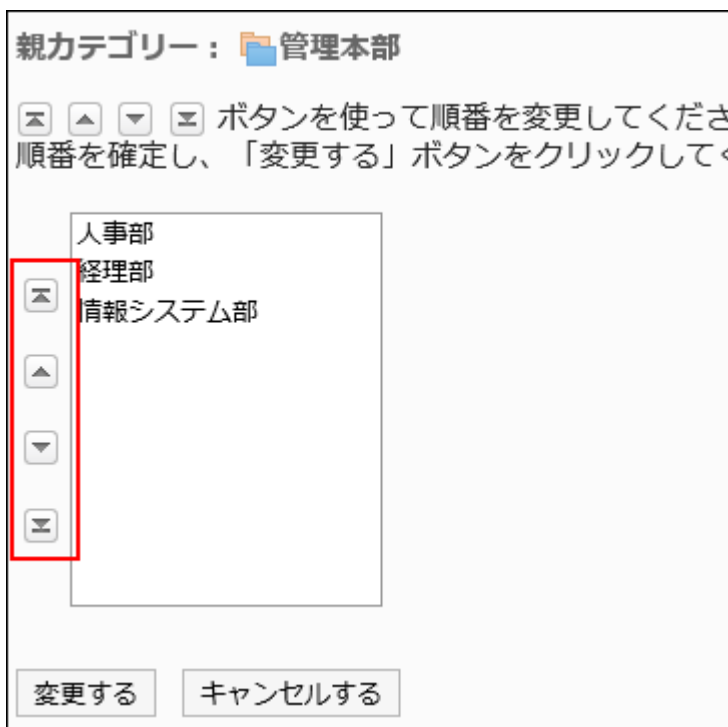 親カテゴリー： 管理本部
ボタンを使って順番を変更してくださ
順番を確定し、「変更する」ボタンをクリックしてく
人事部
経理部
情報システム部
変更する キャンセルする